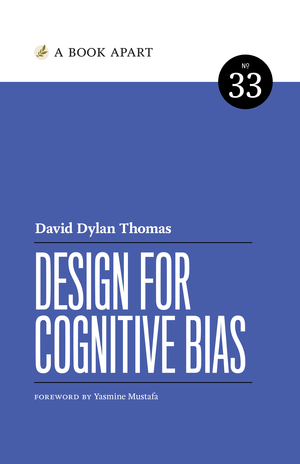 A BOOK APART
Nº
33
David Dylan Thomas
DESIGN FOR
COGNITIVE BIAS
FOREWORD BY Yasmine Mustafa